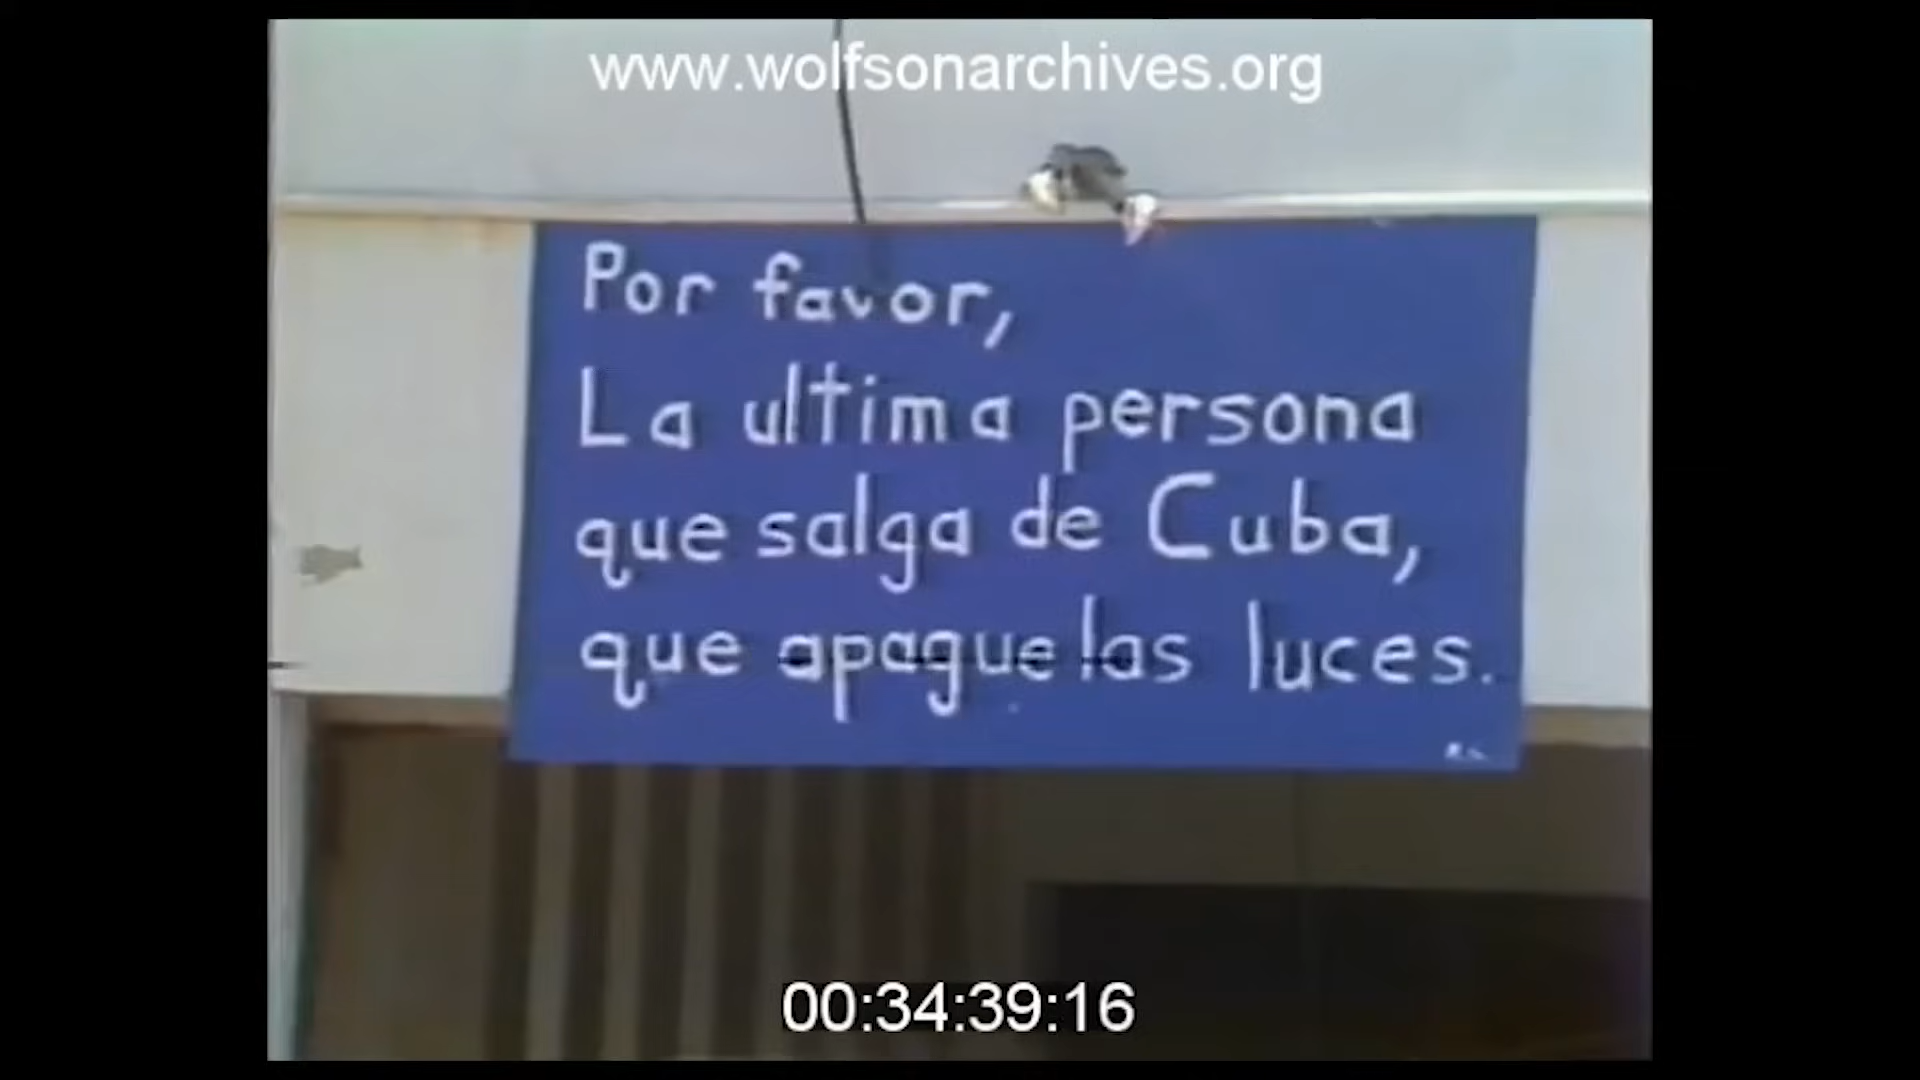 www.wolfsonarchives.org
Por favor,
La ultima persona
que salga de Cuba,
que apague las luces.
00:34:39:16